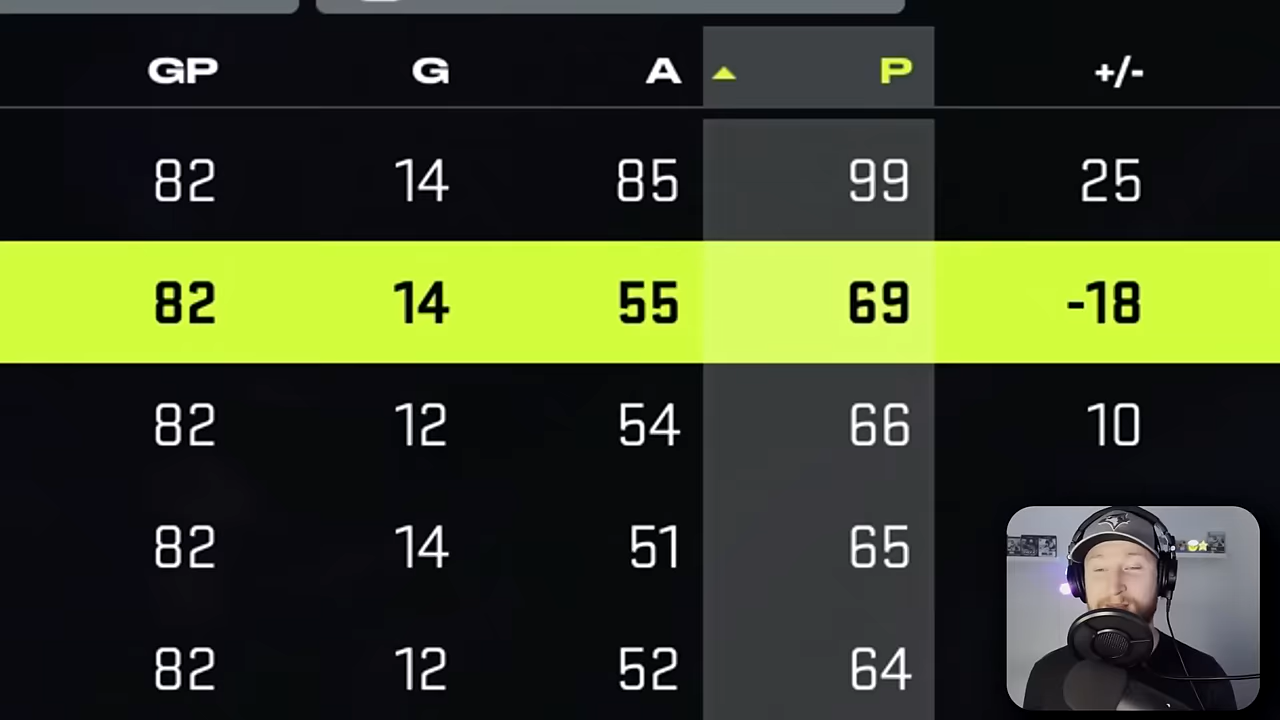 GP G A P +/-
82 14 85 99 25
82 14 55 69 -18
82 12 54 66 10
82 14 51 65
82 12 52 64